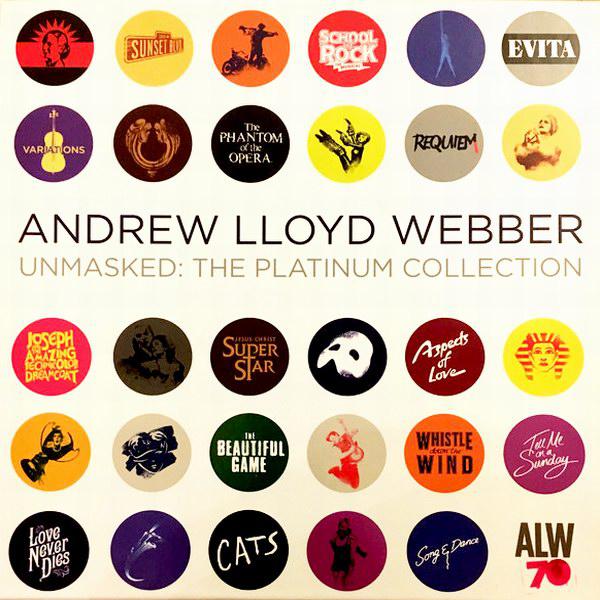 SUNSET BLVD.
SCHOOL
OF
ROCK
THE MUSICAL
EVITA
VARIATIONS
The
PHANTOM
of the
OPERA
REQUIEM
ANDREW LLOYD WEBBER
UNMASKED: THE PLATINUM COLLECTION
JOSEPH
AND THE
AMAZING
TECHNICOLOR
DREAMCOAT
JESUS CHRIST
SUPER
STAR
Aspects
of
Love
THE
BEAUTIFUL
GAME
WHISTLE
down the
WIND
Tell Me
on a
Sunday
Love
Never
Dies
CATS
Song & Dance
ALW
70